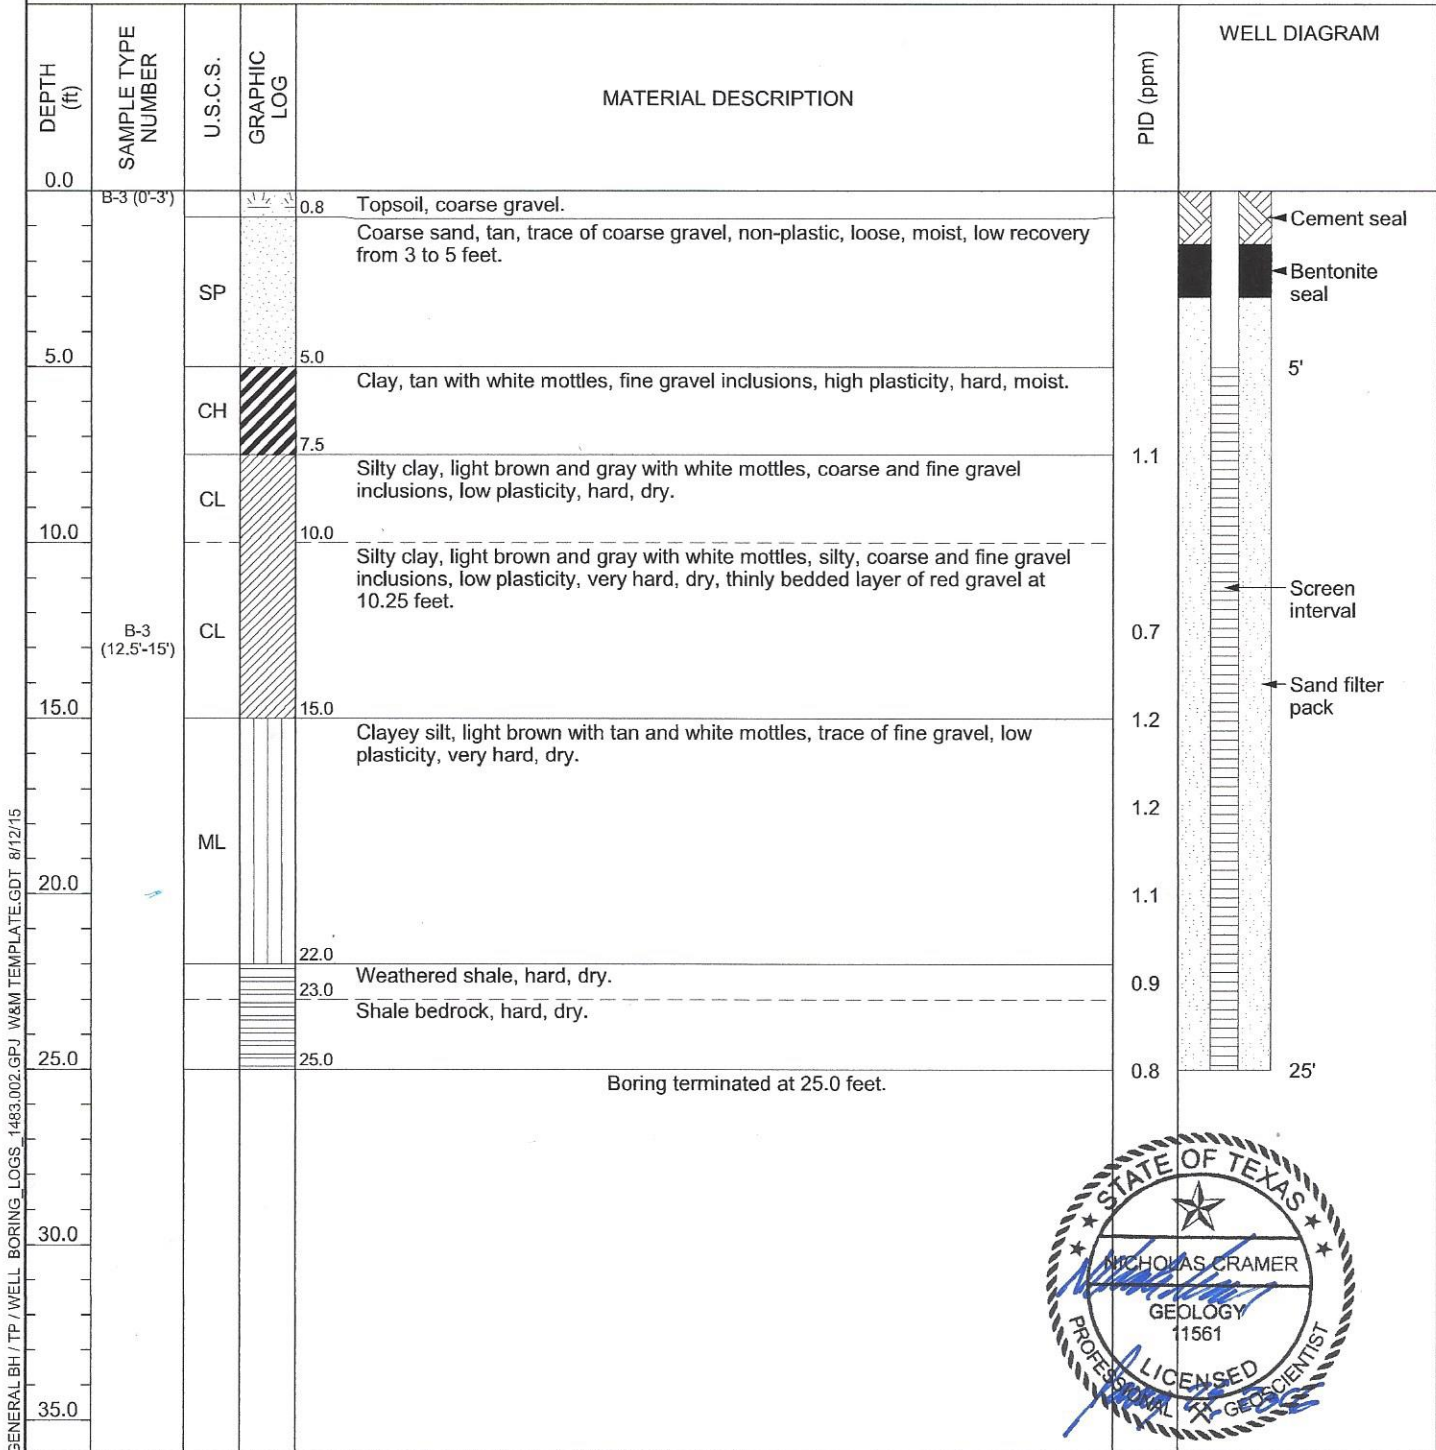 DEPTH
(ft)
SAMPLE TYPE
NUMBER
U.S.C.S.
GRAPHIC
LOG
MATERIAL DESCRIPTION
PID (ppm)
WELL DIAGRAM
0.0
B-3 (0'-3')
0.8
Topsoil, coarse gravel.
Cement seal
Coarse sand, tan, trace of coarse gravel, non-plastic, loose, moist, low recovery
from 3 to 5 feet.
Bentonite
seal
SP
5.0
5.0
5'
Clay, tan with white mottles, fine gravel inclusions, high plasticity, hard, moist.
CH
7.5
1.1
Silty clay, light brown and gray with white mottles, coarse and fine gravel
inclusions, low plasticity, hard, dry.
CL
10.0
10.0
Silty clay, light brown and gray with white mottles, silty, coarse and fine gravel
inclusions, low plasticity, very hard, dry, thinly bedded layer of red gravel at
10.25 feet.
Screen
interval
B-3
(12.5'-15')
CL
0.7
Sand filter
pack
15.0
15.0
1.2
Clayey silt, light brown with tan and white mottles, trace of fine gravel, low
plasticity, very hard, dry.
1.2
ML
20.0
1.1
22.0
Weathered shale, hard, dry.
0.9
23.0
Shale bedrock, hard, dry.
25.0
25.0
0.8
25'
Boring terminated at 25.0 feet.
30.0
35.0
STATE OF TEXAS
NICHOLAS CRAMER
GEOLOGY
11561
LICENSED
PROFESSIONAL GEOSCIENTIST
GENERAL BH / TP / WELL BORING_LOGS_1483.002.GPJ W&M TEMPLATE.GDT 8/12/15